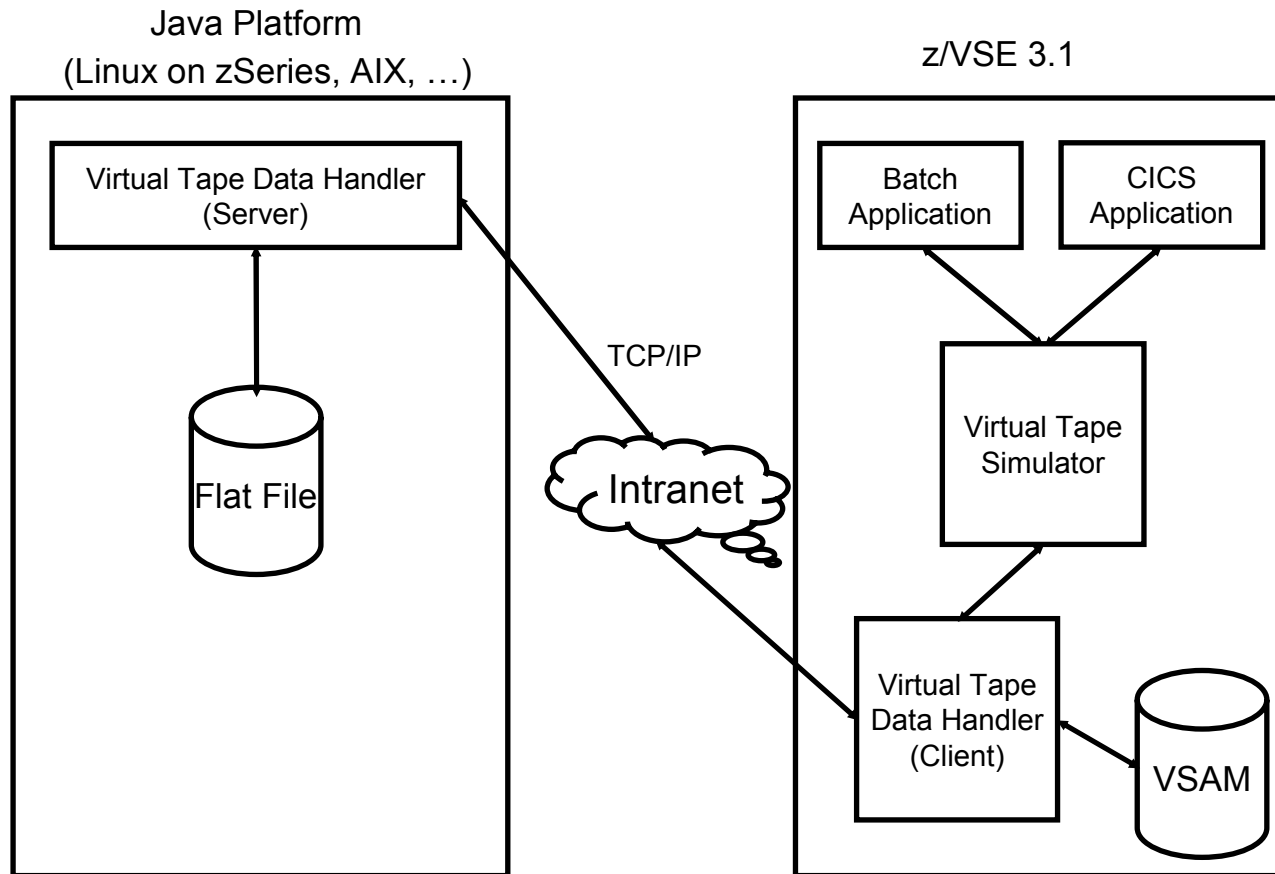 Java Platform
(Linux on zSeries, AIX, …)
Virtual Tape Data Handler
(Server)
Flat File
TCP/IP
Intranet
z/VSE 3.1
Batch
Application
CICS
Application
Virtual Tape
Simulator
Virtual Tape
Data Handler
(Client)
VSAM